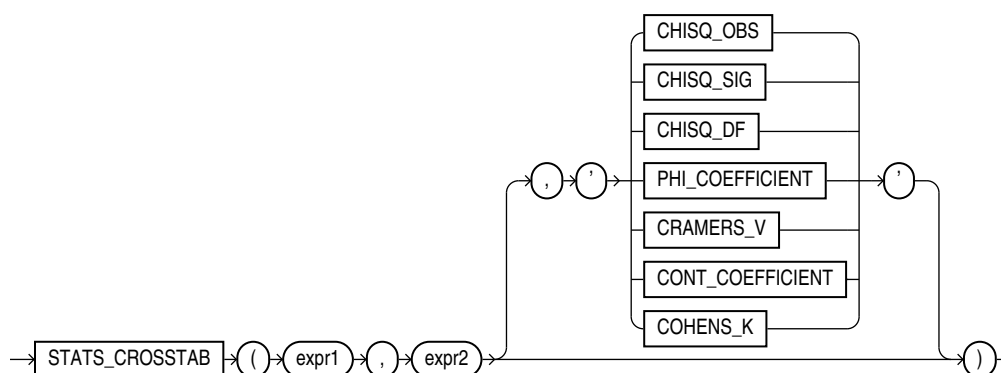 CHISQ_OBS
CHISQ_SIG
CHISQ_DF
, ' PHI_COEFFICIENT '
CRAMERS_V
CONT_COEFFICIENT
COHENS_K
STATS_CROSSTAB ( expr1 , expr2 )